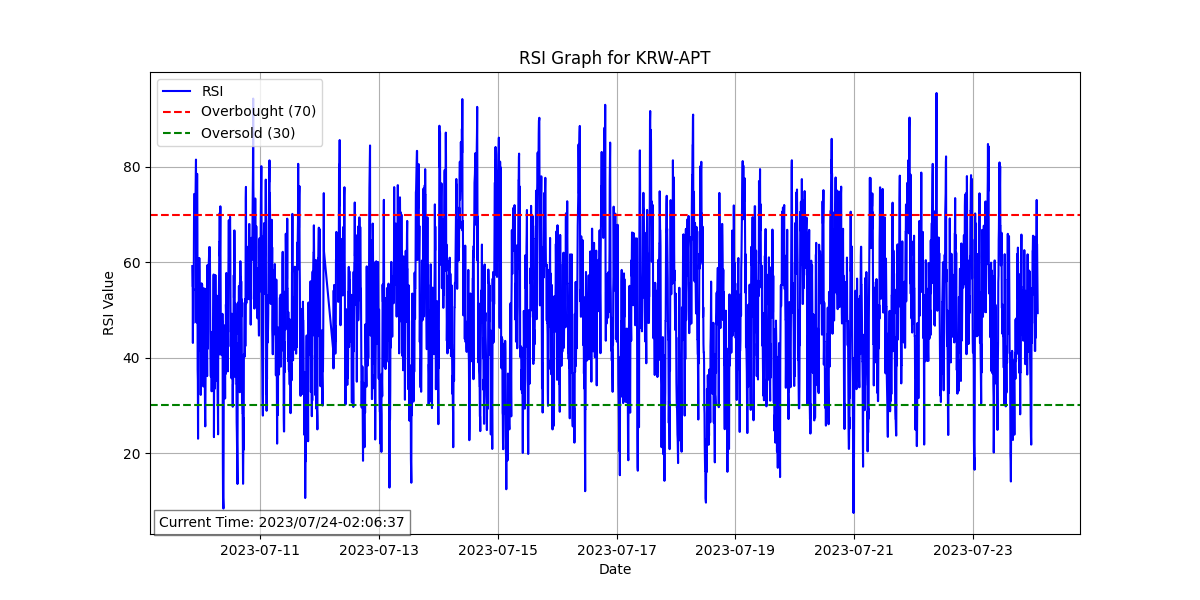 RSI Graph for KRW-APT
RSI
Overbought (70)
Oversold (30)
80
60
40
20
RSI Value
Current Time: 2023/07/24-02:06:37
2023-07-11
2023-07-13
2023-07-15
2023-07-17
2023-07-19
2023-07-21
2023-07-23
Date